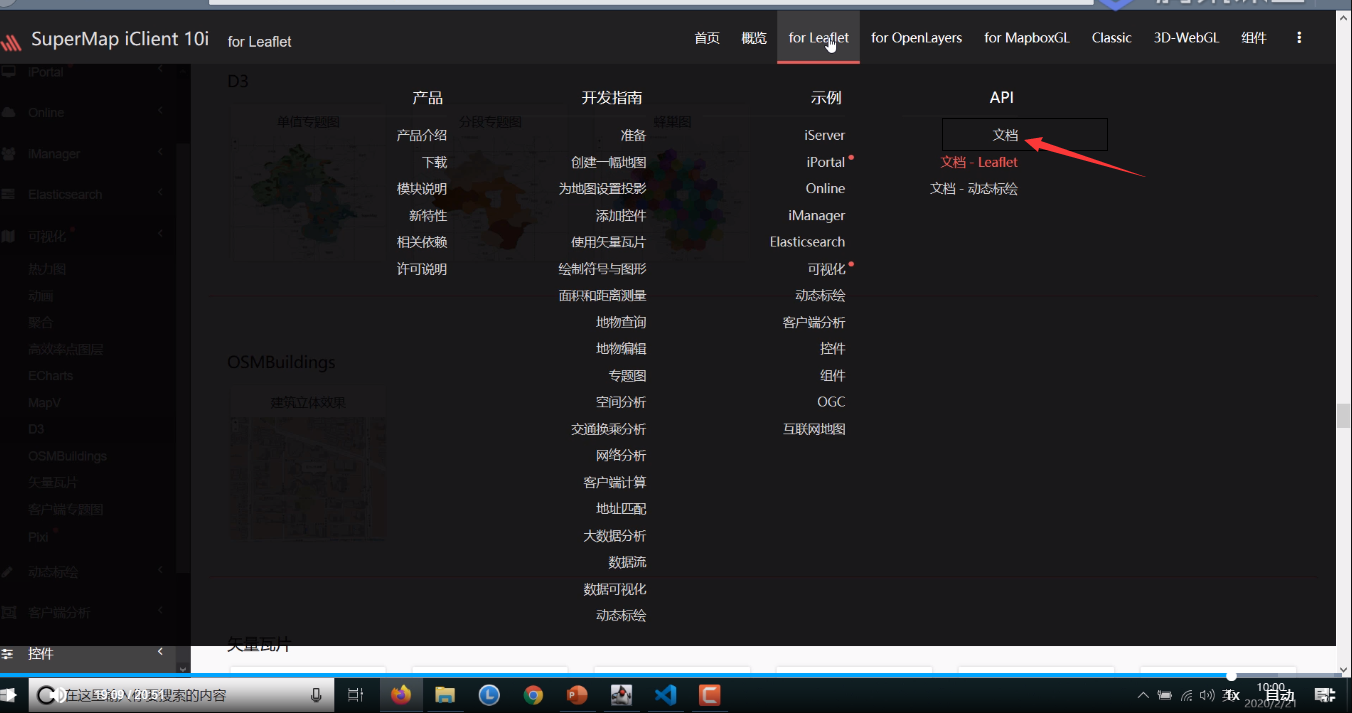 SuperMap iClient 10i for Leaflet
首页 概览 for Leaflet for OpenLayers for MapboxGL Classic 3D-WebGL 组件
iPortal
Online
iManager
Elasticsearch
可视化
热力图
动画
聚合
高效率点图层
ECharts
MapV
D3
OSMBuildings
矢量瓦片
客户端专题图
Pixi
动态标绘
客户端分析
控件
D3
单值专题图 分段专题图 蜂巢图
OSMBuildings
建筑立体效果
矢量瓦片
产品
产品介绍
下载
模块说明
新特性
相关依赖
许可说明
开发指南
准备
创建一幅地图
为地图设置投影
添加控件
使用矢量瓦片
绘制符号与图形
面积和距离测量
地物查询
地物编辑
专题图
空间分析
交通换乘分析
网络分析
客户端计算
地址匹配
大数据分析
数据流
数据可视化
动态标绘
示例
iServer
iPortal
Online
iManager
Elasticsearch
可视化
动态标绘
客户端分析
控件
组件
OGC
互联网地图
API
文档
文档 - Leaflet
文档 - 动态标绘
在这里输入你要搜索的内容
19:09 / 20:51
英
1x
自动
10:00
2020/2/21